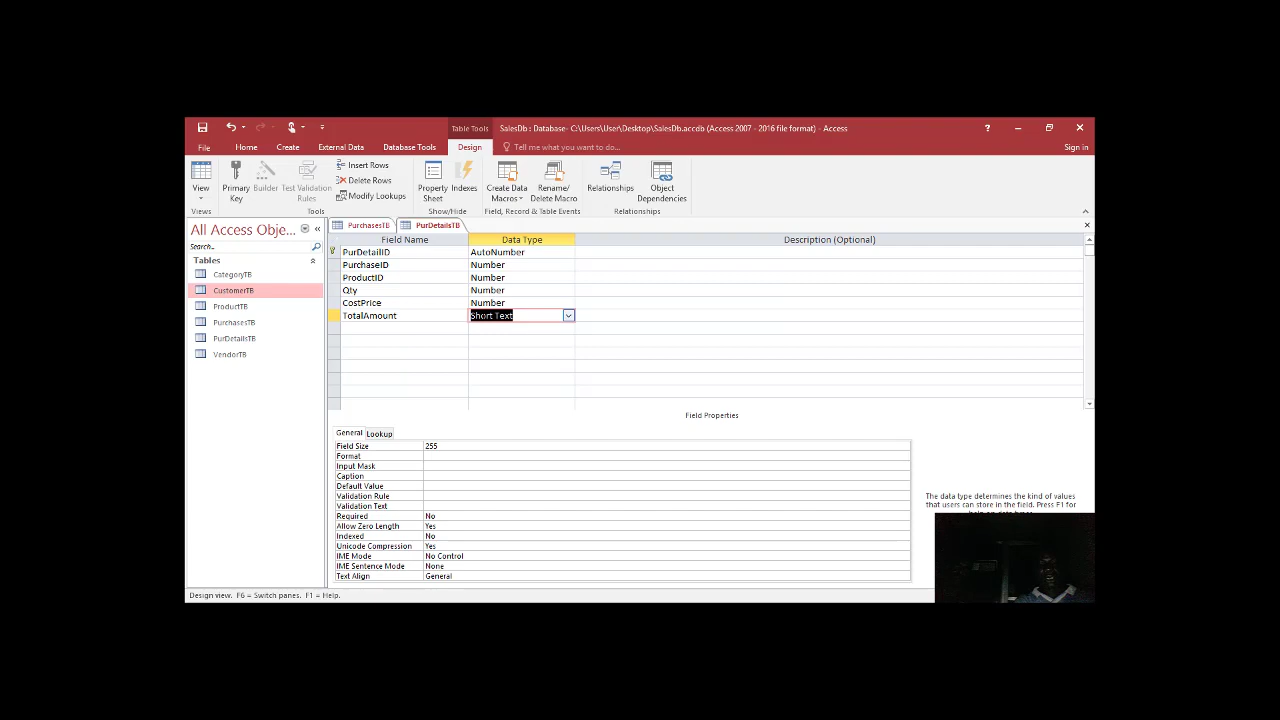 SalesDb : Database- C:\Users\User\Desktop\SalesDb.accdb (Access 2007 - 2016 file format) - Access
Table Tools
?
File
Home
Create
External Data
Database Tools
Design
Tell me what you want to do...
Sign in
View
Primary Key
Builder
Test Validation Rules
Insert Rows
Delete Rows
Modify Lookups
Property Sheet
Indexes
Create Data Macros
Rename/ Delete Macro
Relationships
Object Dependencies
Views
Tools
Show/Hide
Field, Record & Table Events
Relationships
All Access Obje...
Search...
Tables
CategoryTB
CustomerTB
ProductTB
PurchasesTB
PurDetailsTB
VendorTB
PurchasesTB
PurDetailsTB
Field Name Data Type Description (Optional)
PurDetailID AutoNumber
PurchaseID Number
ProductID Number
Qty Number
CostPrice Number
TotalAmount Short Text
Field Properties
General Lookup
Field Size 255
Format
Input Mask
Caption
Default Value
Validation Rule
Validation Text
Required No
Allow Zero Length Yes
Indexed No
Unicode Compression Yes
IME Mode No Control
IME Sentence Mode None
Text Align General
The data type determines the kind of values
that users can store in the field. Press F1 for
Design view. F6 = Switch panes. F1 = Help.